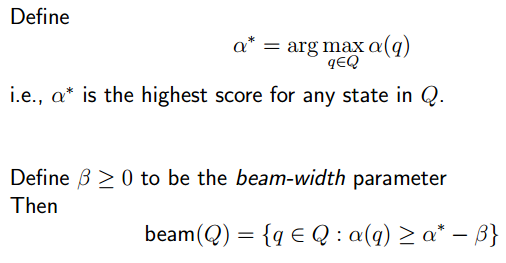 Define
α* = arg max α(q)
q∈Q
i.e., α* is the highest score for any state in Q.
Define β ≥ 0 to be the beam-width parameter
Then
beam(Q) = {q ∈ Q : α(q) ≥ α* − β}